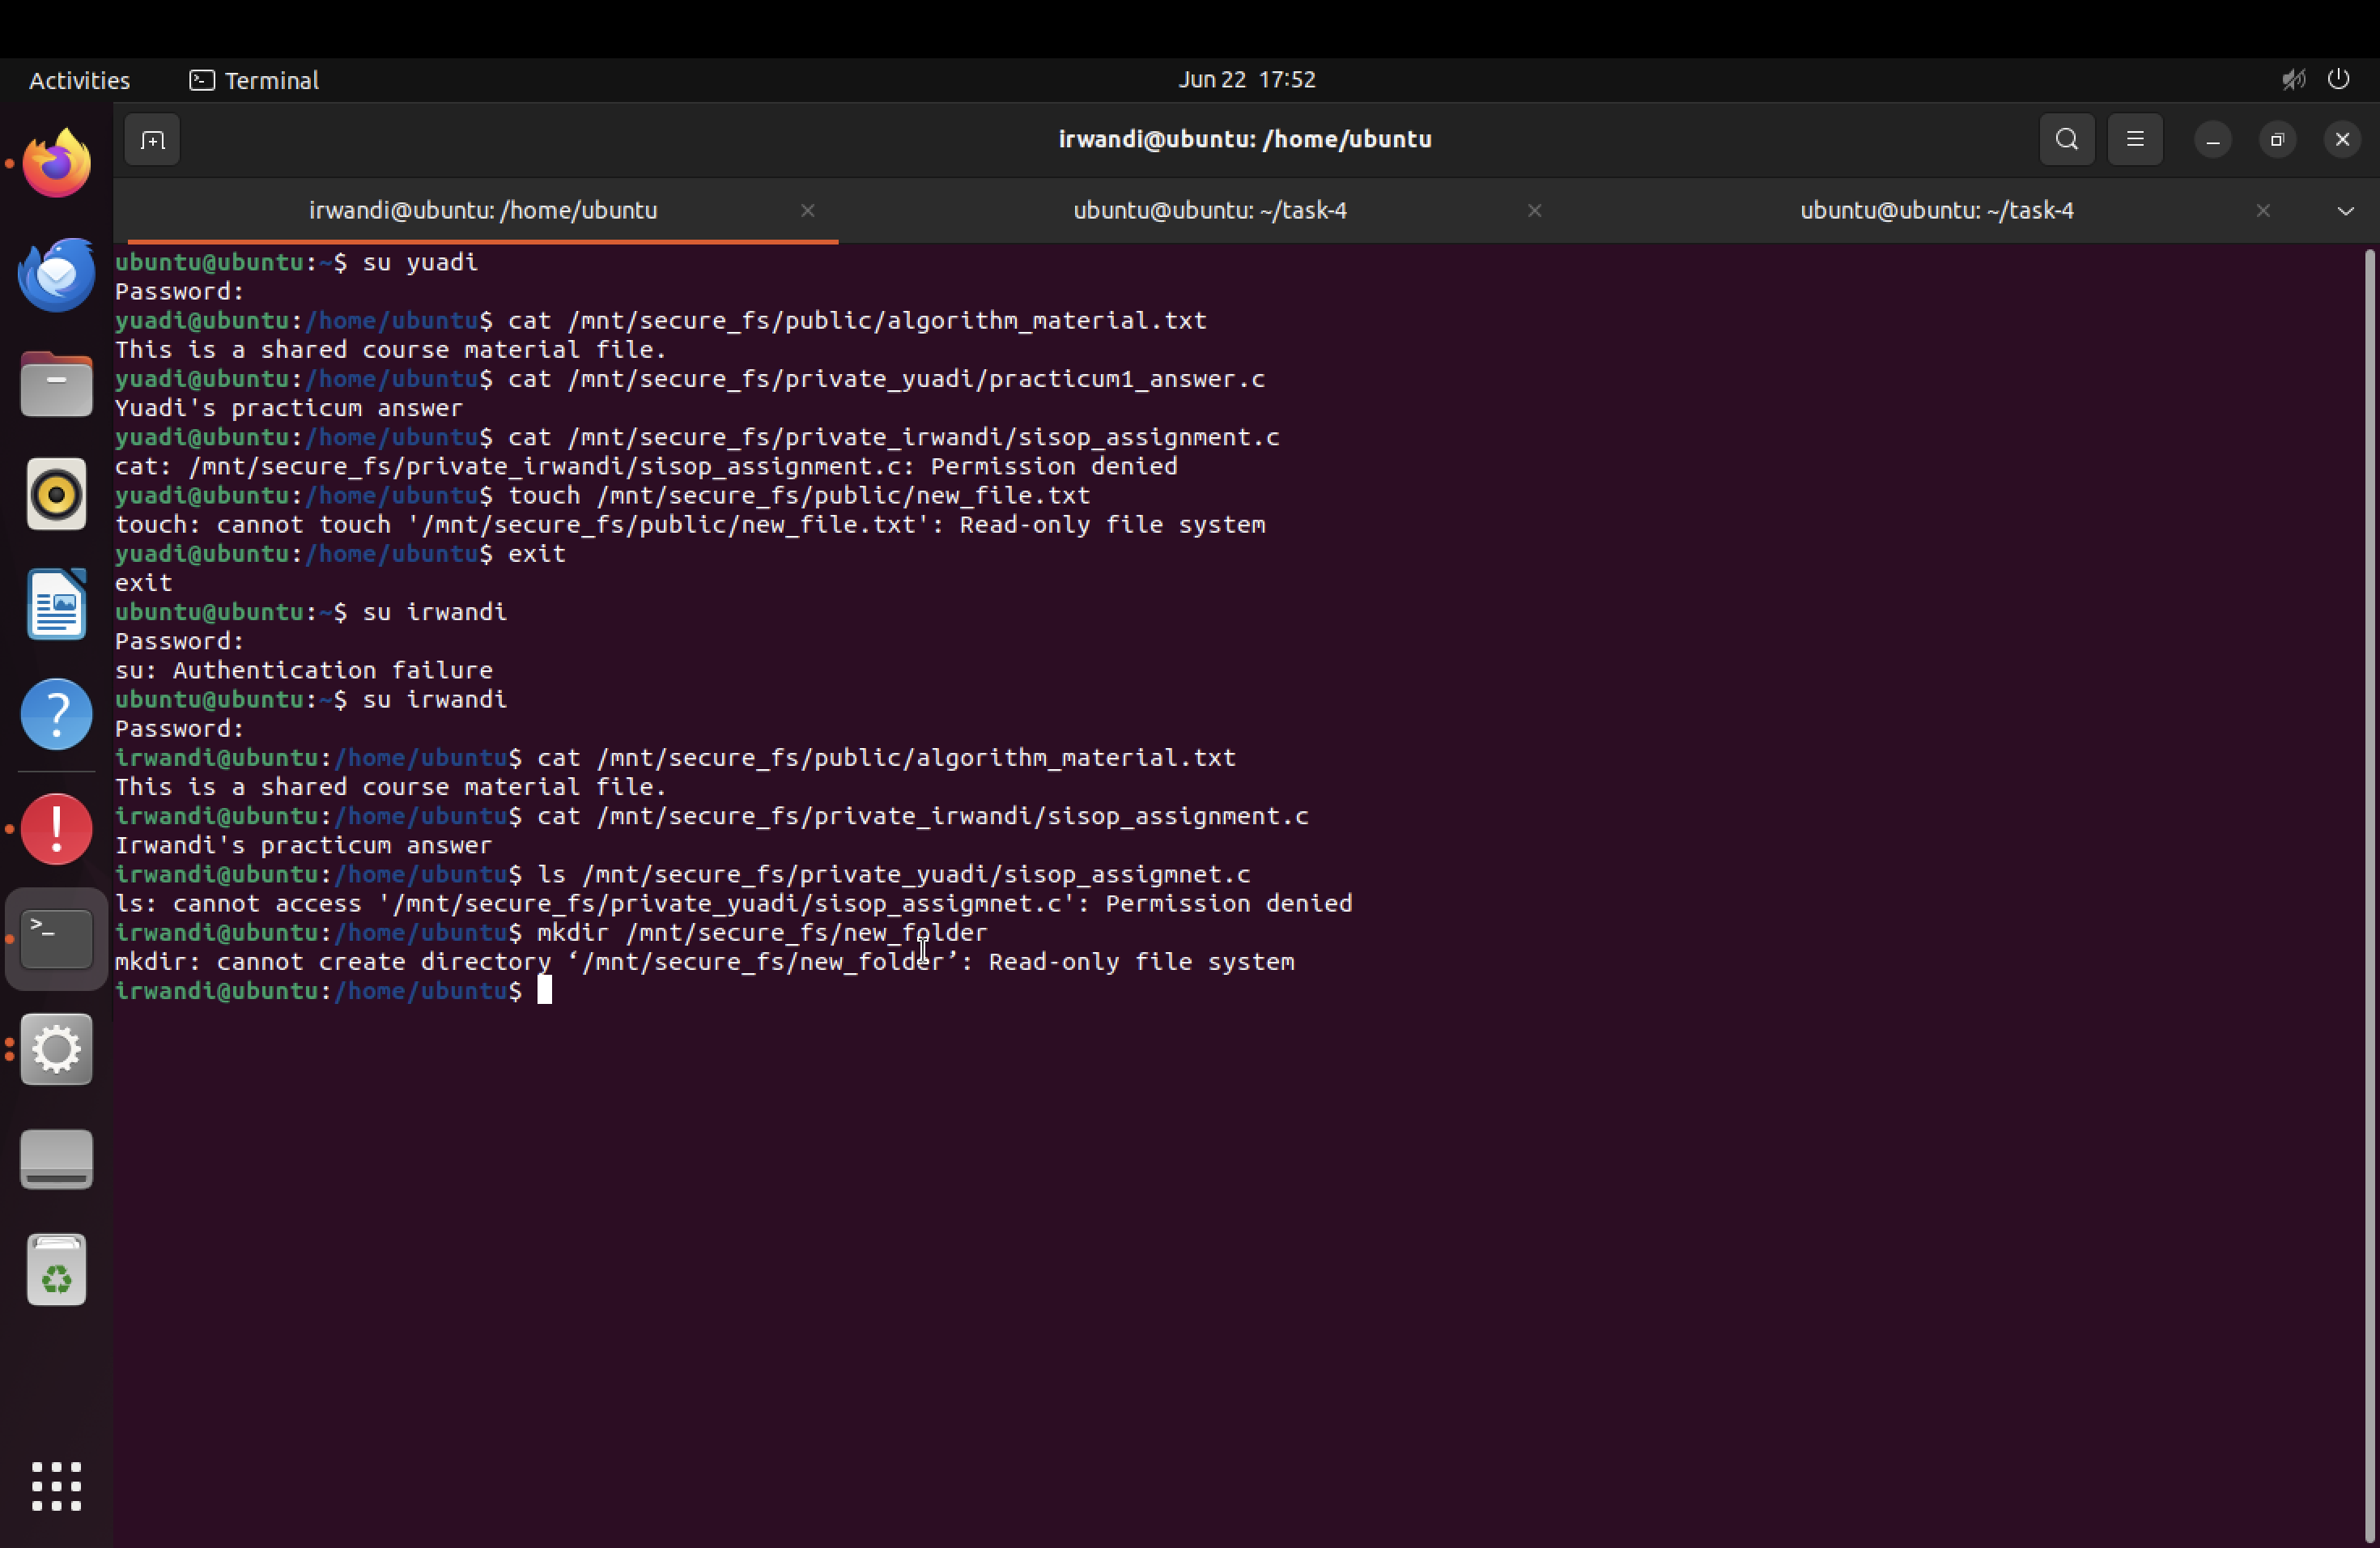 Activities
Terminal
Jun 22 17:52
irwandi@ubuntu: /home/ubuntu
irwandi@ubuntu: /home/ubuntu
ubuntu@ubuntu: ~/task-4
ubuntu@ubuntu: ~/task-4
ubuntu@ubuntu:~$ su yuadi
Password:
yuadi@ubuntu:/home/ubuntu$ cat /mnt/secure_fs/public/algorithm_material.txt
This is a shared course material file.
yuadi@ubuntu:/home/ubuntu$ cat /mnt/secure_fs/private_yuadi/practicum1_answer.c
Yuadi's practicum answer
yuadi@ubuntu:/home/ubuntu$ cat /mnt/secure_fs/private_irwandi/sisop_assignment.c
cat: /mnt/secure_fs/private_irwandi/sisop_assignment.c: Permission denied
yuadi@ubuntu:/home/ubuntu$ touch /mnt/secure_fs/public/new_file.txt
touch: cannot touch '/mnt/secure_fs/public/new_file.txt': Read-only file system
yuadi@ubuntu:/home/ubuntu$ exit
exit
ubuntu@ubuntu:~$ su irwandi
Password:
su: Authentication failure
ubuntu@ubuntu:~$ su irwandi
Password:
irwandi@ubuntu:/home/ubuntu$ cat /mnt/secure_fs/public/algorithm_material.txt
This is a shared course material file.
irwandi@ubuntu:/home/ubuntu$ cat /mnt/secure_fs/private_irwandi/sisop_assignment.c
Irwandi's practicum answer
irwandi@ubuntu:/home/ubuntu$ ls /mnt/secure_fs/private_yuadi/sisop_assigmnet.c
ls: cannot access '/mnt/secure_fs/private_yuadi/sisop_assigmnet.c': Permission denied
irwandi@ubuntu:/home/ubuntu$ mkdir /mnt/secure_fs/new_folder
mkdir: cannot create directory ‘/mnt/secure_fs/new_folder’: Read-only file system
irwandi@ubuntu:/home/ubuntu$